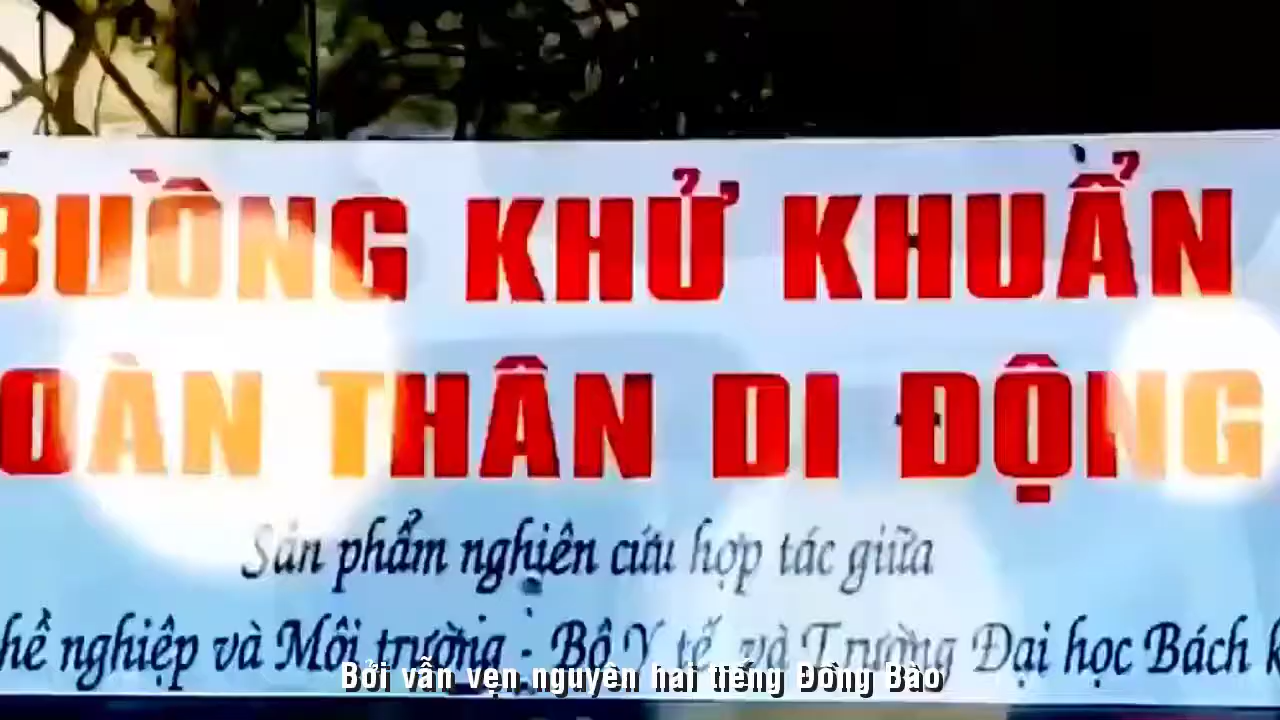 BUỒNG KHỬ KHUẨN
OÀN THÂN DI ĐỘNG
Sản phẩm nghiên cứu hợp tác giữa
nghiệp và Môi trường - Bộ Y tế và Trường Đại học Bách
Bởi vẫn vẹn nguyên hai tiếng Đồng Bào